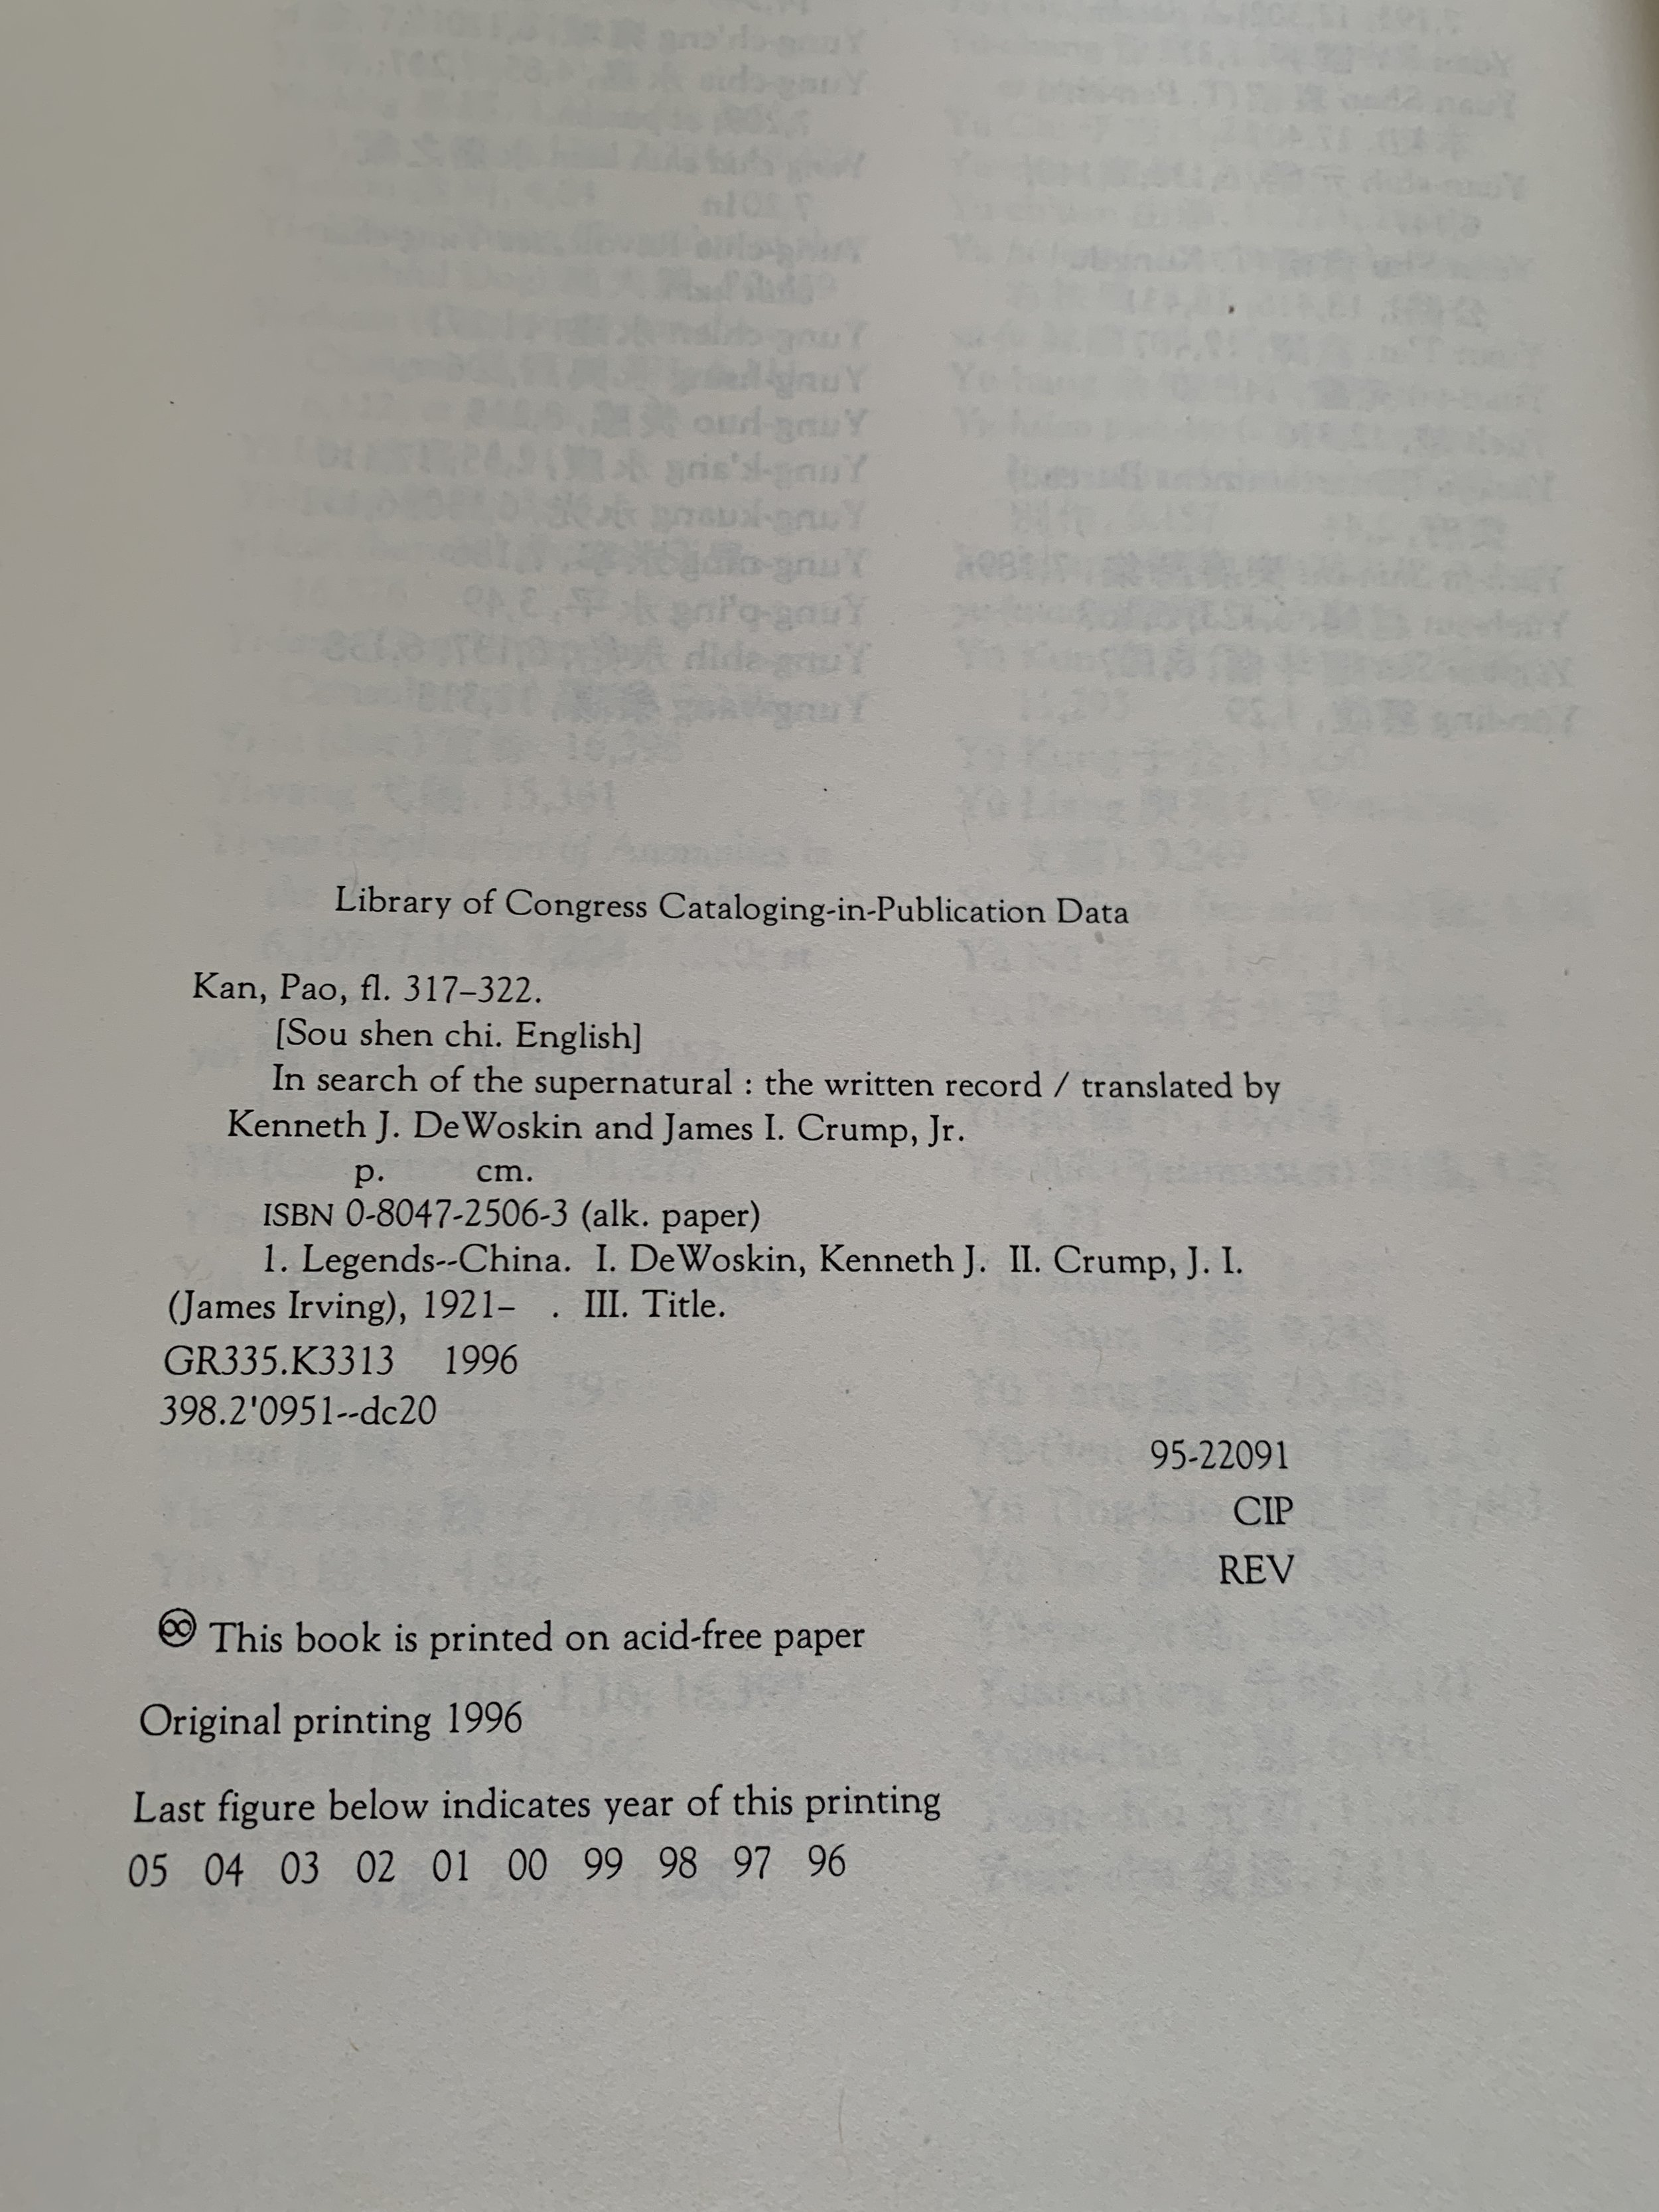 Library of Congress Cataloging-in-Publication Data
Kan, Pao, fl. 317–322.
[Sou shen chi. English]
In search of the supernatural : the written record / translated by
Kenneth J. DeWoskin and James I. Crump, Jr.
p. cm.
ISBN 0-8047-2506-3 (alk. paper)
1. Legends--China. I. DeWoskin, Kenneth J. II. Crump, J. I.
(James Irving), 1921– . III. Title.
GR335.K3313 1996
398.2'0951--dc20
95-22091
CIP
REV
♾ This book is printed on acid-free paper
Original printing 1996
Last figure below indicates year of this printing
05 04 03 02 01 00 99 98 97 96